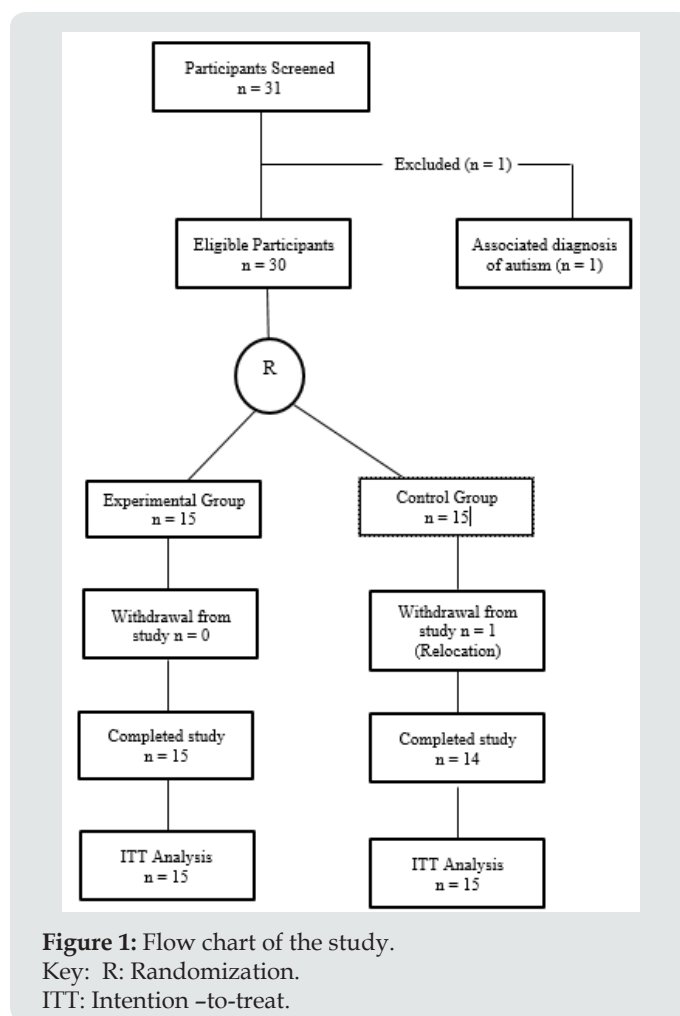 Participants Screened
n = 31
Excluded (n = 1)
Eligible Participants
n = 30
Associated diagnosis
of autism (n = 1)
R
Experimental Group
n = 15
Control Group
n = 15
Withdrawal from
study n = 0
Withdrawal from
study n = 1
(Relocation)
Completed study
n = 15
Completed study
n = 14
ITT Analysis
n = 15
ITT Analysis
n = 15
Figure 1: Flow chart of the study.
Key: R: Randomization.
ITT: Intention –to-treat.